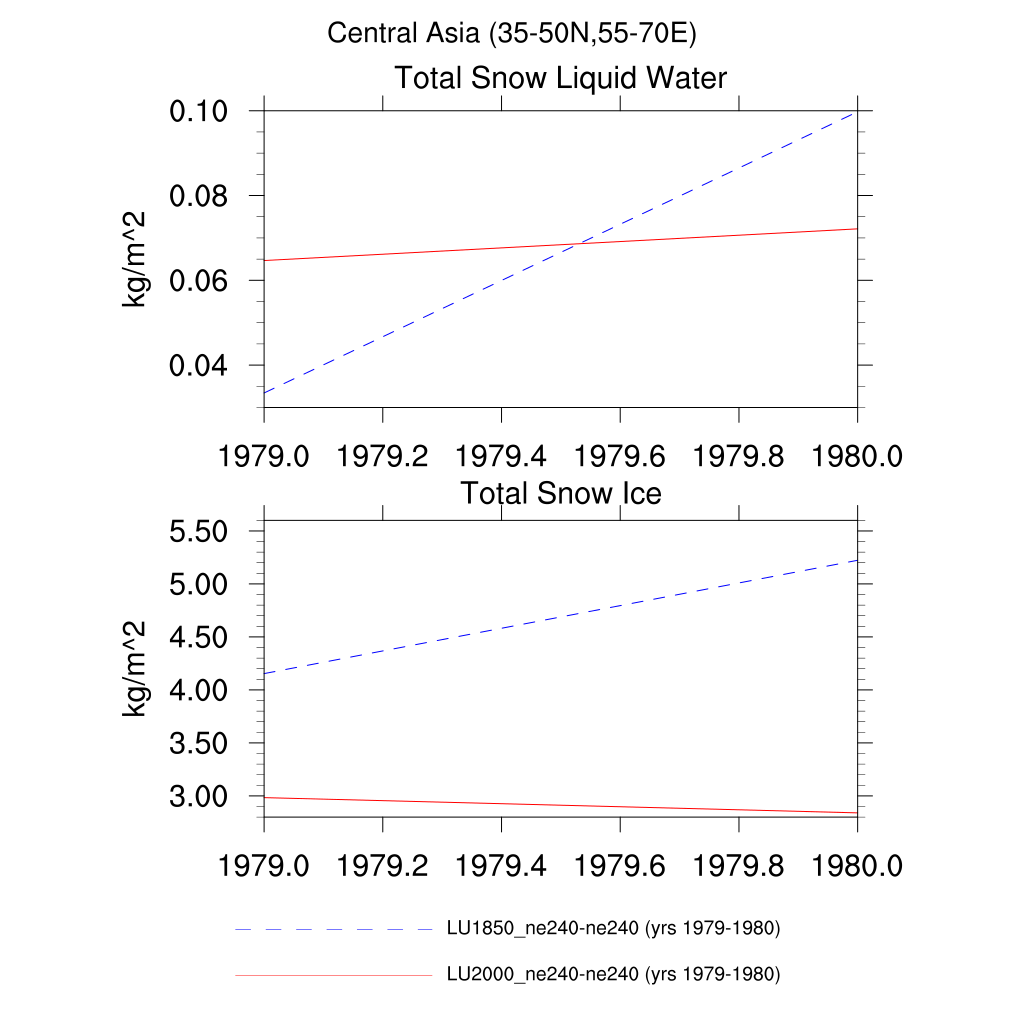 Central Asia (35-50N,55-70E)
Total Snow Liquid Water
0.10
0.08
0.06
0.04
kg/m^2
1979.0 1979.2 1979.4 1979.6 1979.8 1980.0
Total Snow Ice
5.50
5.00
4.50
4.00
3.50
3.00
kg/m^2
1979.0 1979.2 1979.4 1979.6 1979.8 1980.0
LU1850_ne240-ne240 (yrs 1979-1980)
LU2000_ne240-ne240 (yrs 1979-1980)